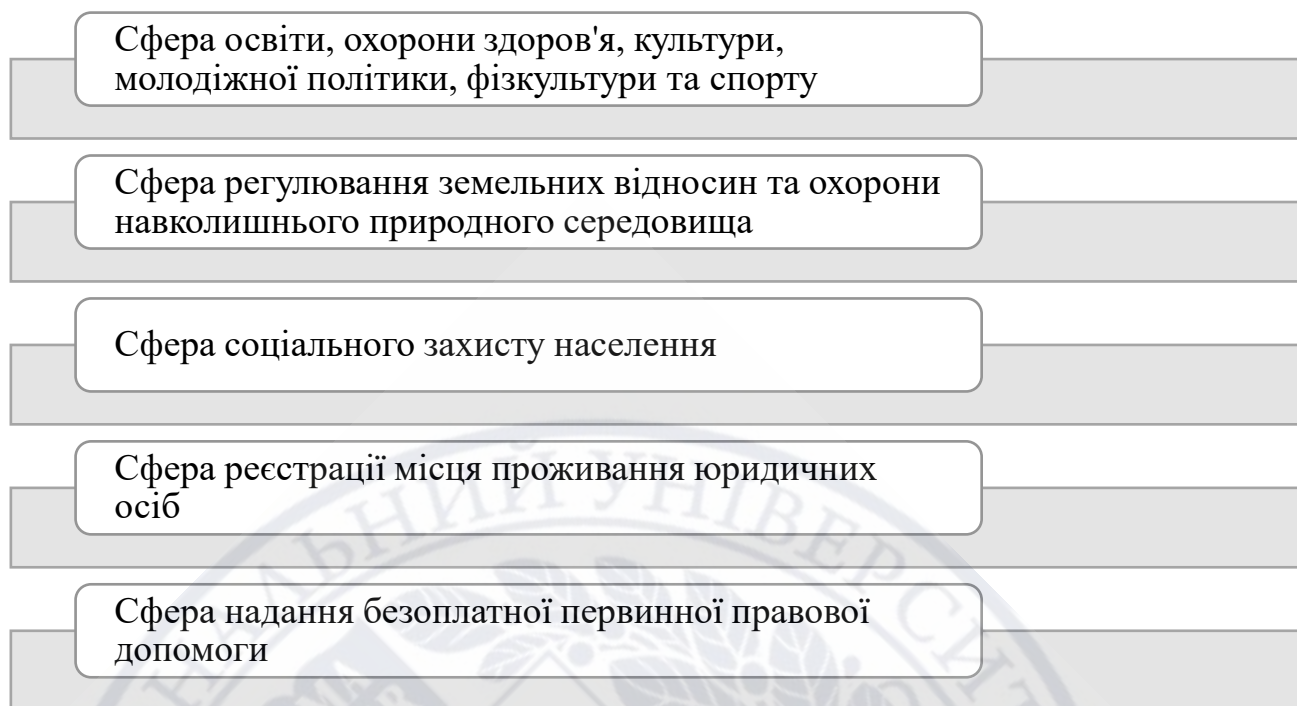 Сфера освіти, охорони здоров'я, культури,
молодіжної політики, фізкультури та спорту
Сфера регулювання земельних відносин та охорони
навколишнього природного середовища
Сфера соціального захисту населення
Сфера реєстрації місця проживання юридичних
осіб
Сфера надання безоплатної первинної правової
допомоги